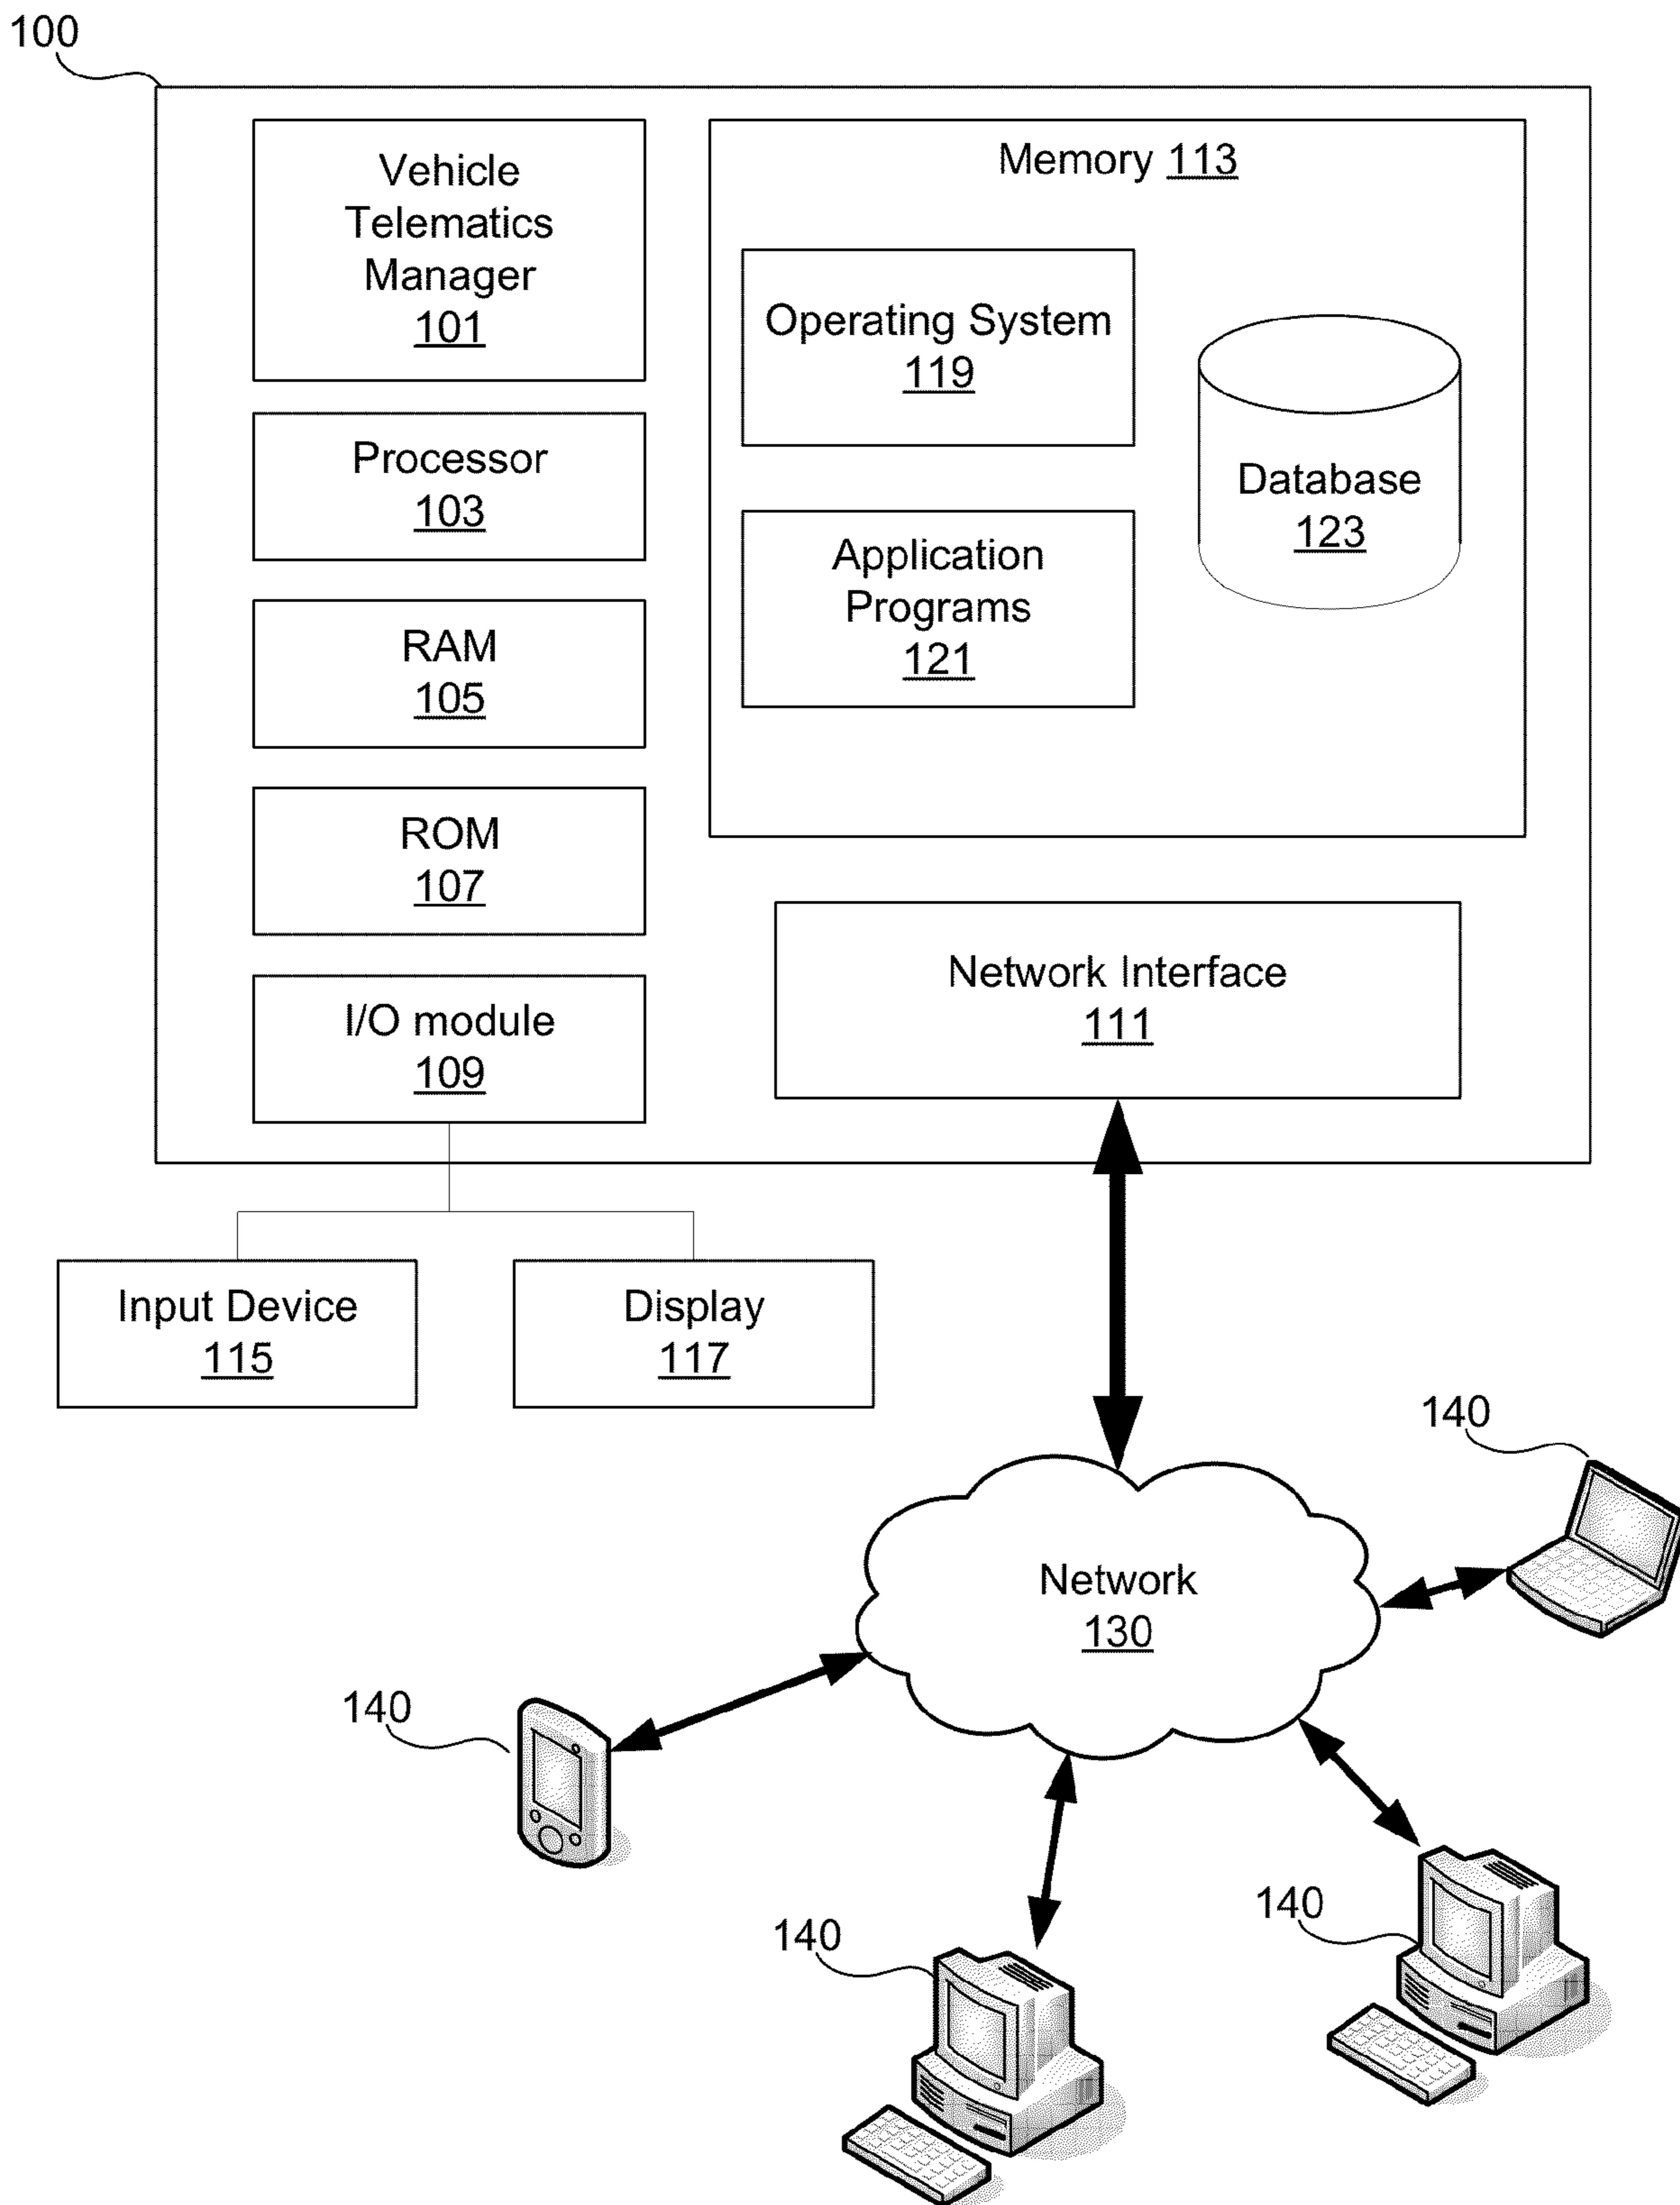 100
Vehicle
Telematics
Manager
101
Processor
103
RAM
105
ROM
107
I/O module
109
Memory 113
Operating System
119
Application
Programs
121
Database
123
Network Interface
111
Input Device
115
Display
117
Network
130
140
140
140
140